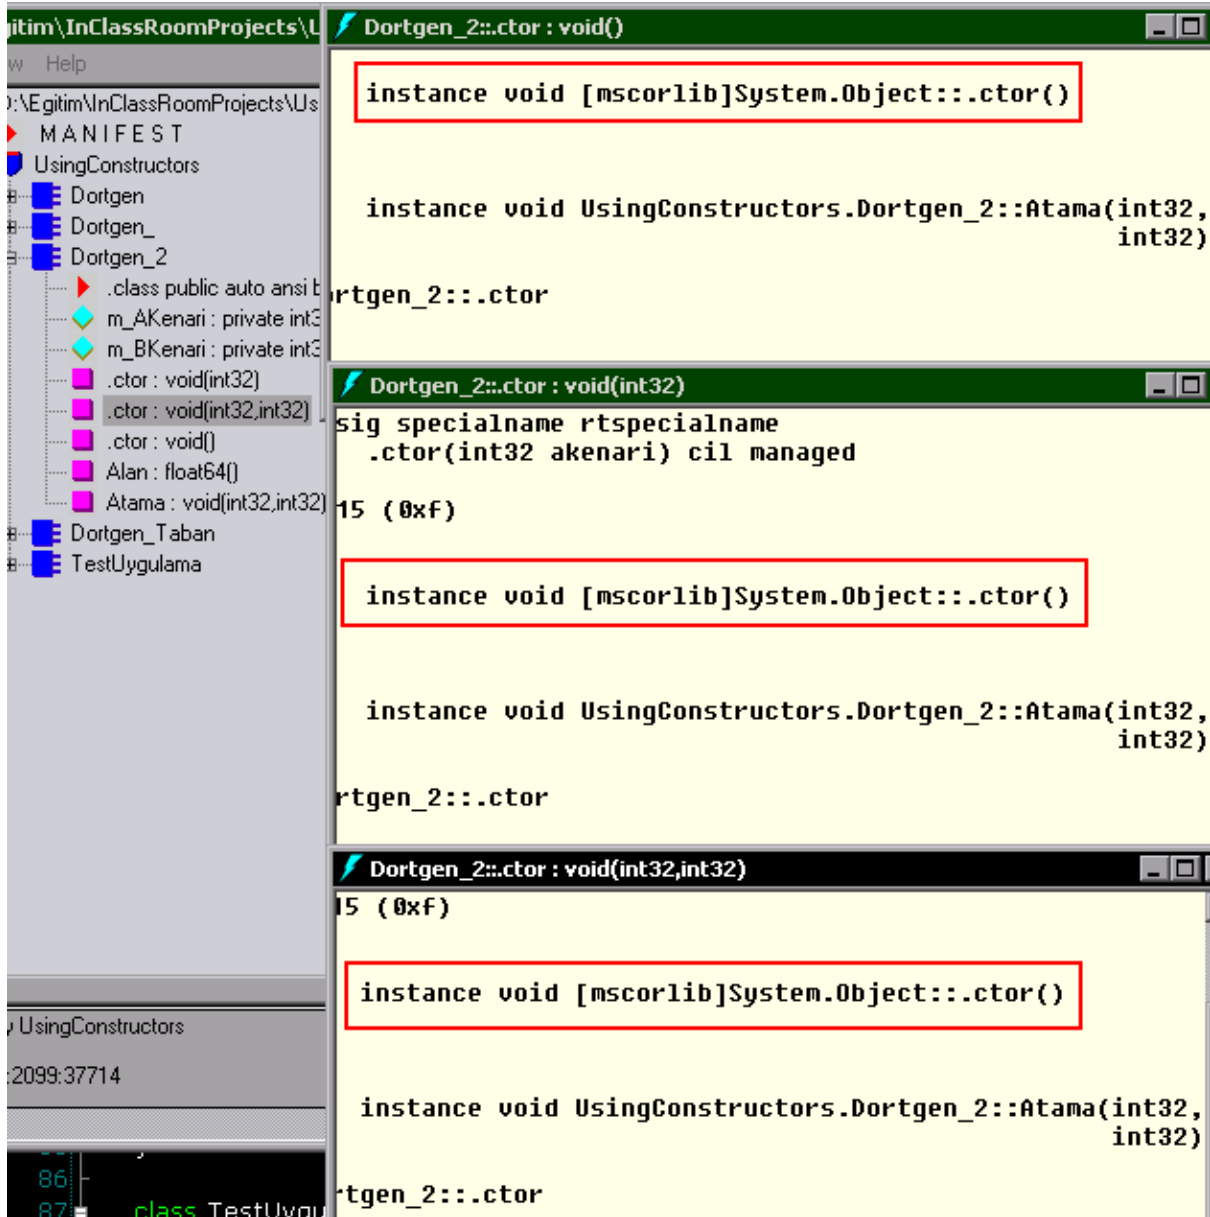 jitim\InClassRoomProjects\U
w Help
):\Egitim\InClassRoomProjects\Us
MANIFEST
UsingConstructors
Dortgen
Dortgen_
Dortgen_2
.class public auto ansi b
m_AKenari : private int3
m_BKenari : private int3
.ctor : void(int32)
.ctor : void(int32,int32)
.ctor : void()
Alan : float64()
Atama : void(int32,int32)
Dortgen_Taban
TestUygulama
y UsingConstructors
:2099:37714
86
87 class TestUygu
Dortgen_2::.ctor : void()
instance void [mscorlib]System.Object::.ctor()
instance void UsingConstructors.Dortgen_2::Atama(int32,
int32)
ortgen_2::.ctor
Dortgen_2::.ctor : void(int32)
sig specialname rtspecialname
.ctor(int32 akenari) cil managed
15 (0xf)
instance void [mscorlib]System.Object::.ctor()
instance void UsingConstructors.Dortgen_2::Atama(int32,
int32)
rtgen_2::.ctor
Dortgen_2::.ctor : void(int32,int32)
15 (0xf)
instance void [mscorlib]System.Object::.ctor()
instance void UsingConstructors.Dortgen_2::Atama(int32,
int32)
rtgen_2::.ctor